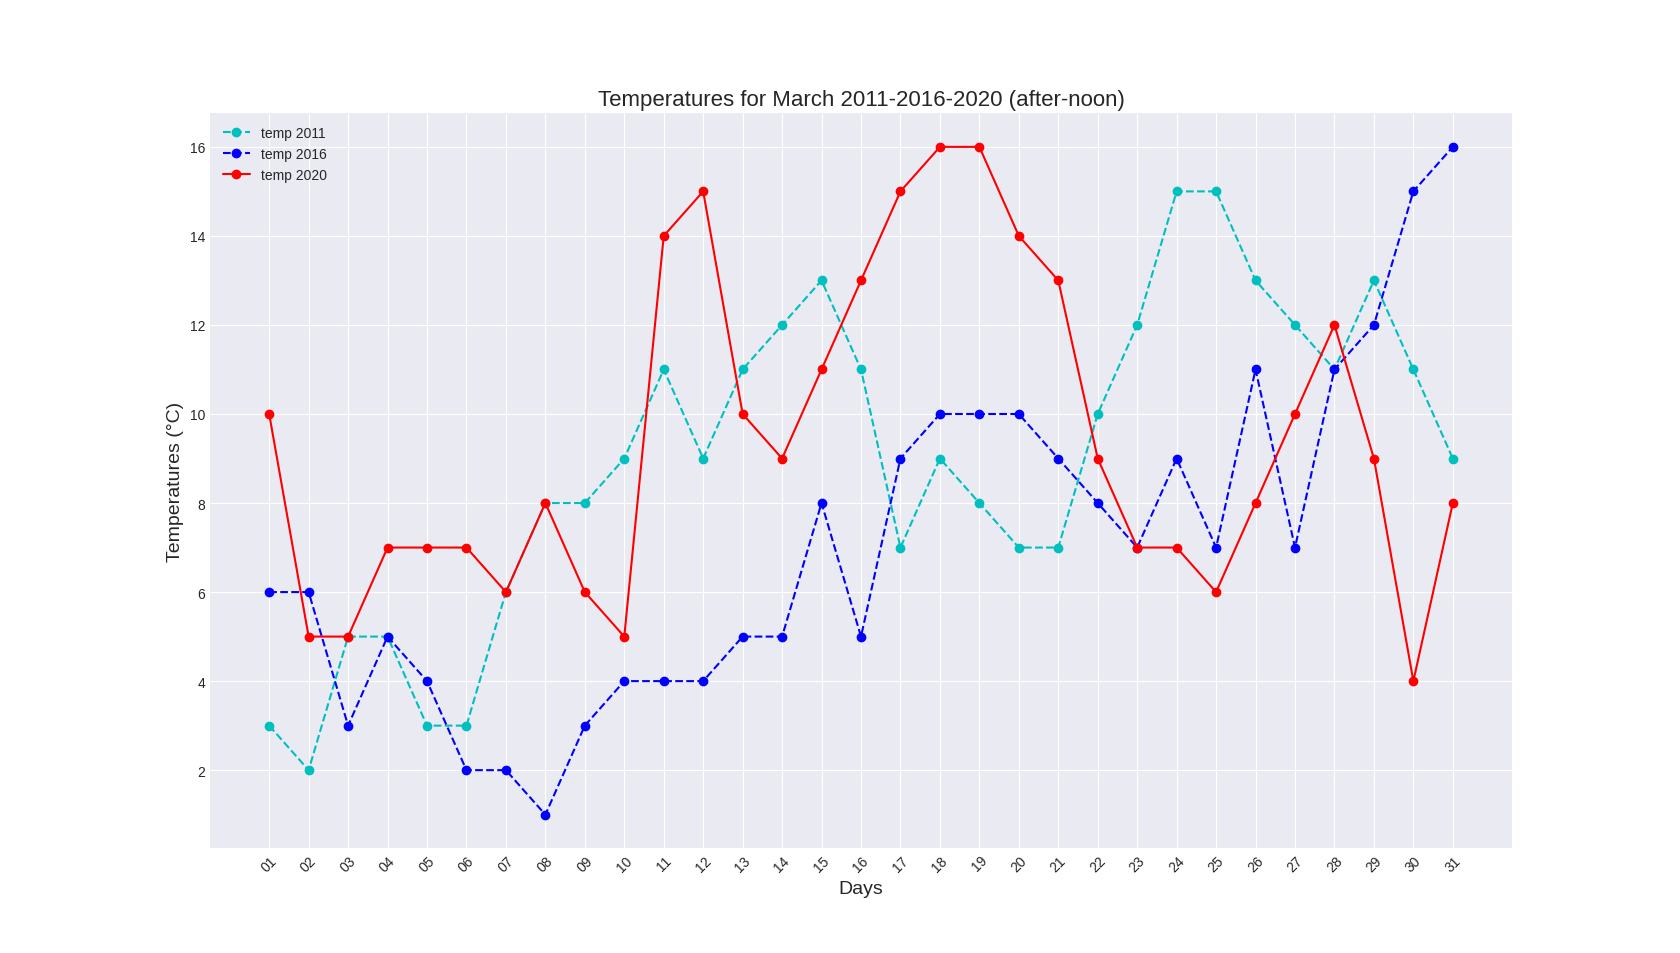 Temperatures for March 2011-2016-2020 (after-noon)
temp 2011
temp 2016
temp 2020
16
14
12
10
8
6
4
2
Temperatures (°C)
01 02 03 04 05 06 07 08 09 10 11 12 13 14 15 16 17 18 19 20 21 22 23 24 25 26 27 28 29 30 31
Days